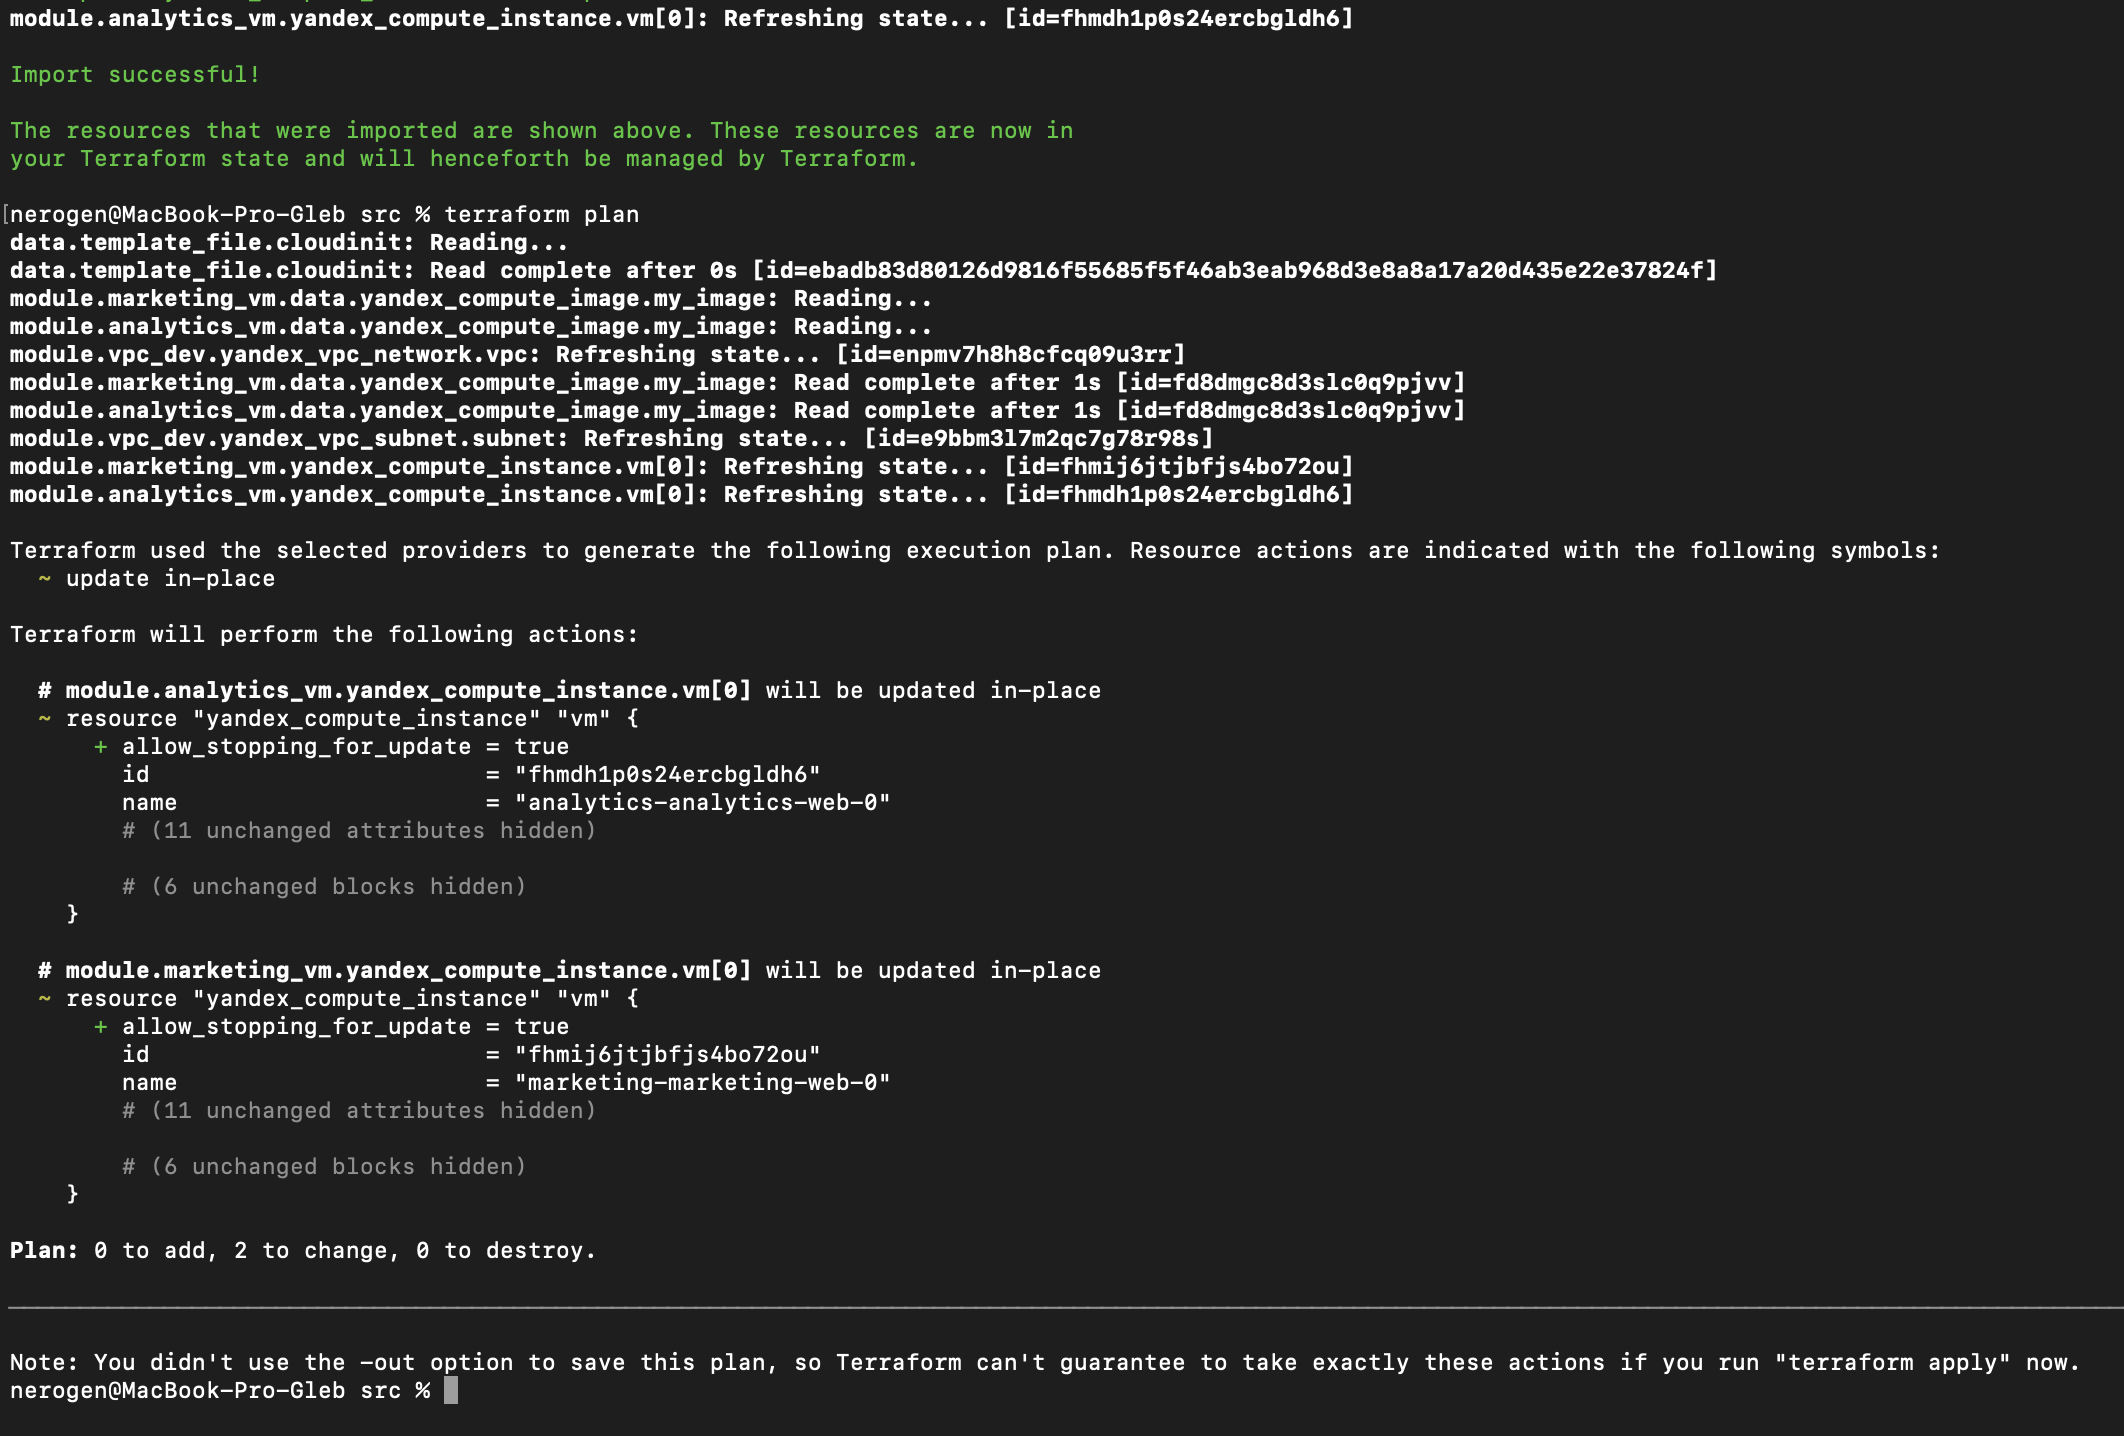 module.analytics_vm.yandex_compute_instance.vm[0]: Refreshing state... [id=fhmdh1p0s24ercbgldh6]
Import successful!
The resources that were imported are shown above. These resources are now in
your Terraform state and will henceforth be managed by Terraform.
[nerogen@MacBook-Pro-Gleb src % terraform plan
data.template_file.cloudinit: Reading...
data.template_file.cloudinit: Read complete after 0s [id=ebadb83d80126d9816f55685f5f46ab3eab968d3e8a8a17a20d435e22e37824f]
module.marketing_vm.data.yandex_compute_image.my_image: Reading...
module.analytics_vm.data.yandex_compute_image.my_image: Reading...
module.vpc_dev.yandex_vpc_network.vpc: Refreshing state... [id=enpmv7h8h8cfcq09u3rr]
module.marketing_vm.data.yandex_compute_image.my_image: Read complete after 1s [id=fd8dmgc8d3slc0q9pjvv]
module.analytics_vm.data.yandex_compute_image.my_image: Read complete after 1s [id=fd8dmgc8d3slc0q9pjvv]
module.vpc_dev.yandex_vpc_subnet.subnet: Refreshing state... [id=e9bbm3l7m2qc7g78r98s]
module.marketing_vm.yandex_compute_instance.vm[0]: Refreshing state... [id=fhmij6jtjbfjs4bo72ou]
module.analytics_vm.yandex_compute_instance.vm[0]: Refreshing state... [id=fhmdh1p0s24ercbgldh6]
Terraform used the selected providers to generate the following execution plan. Resource actions are indicated with the following symbols:
  ~ update in-place
Terraform will perform the following actions:
  # module.analytics_vm.yandex_compute_instance.vm[0] will be updated in-place
  ~ resource "yandex_compute_instance" "vm" {
      + allow_stopping_for_update = true
        id                        = "fhmdh1p0s24ercbgldh6"
        name                      = "analytics-analytics-web-0"
        # (11 unchanged attributes hidden)
        # (6 unchanged blocks hidden)
    }
  # module.marketing_vm.yandex_compute_instance.vm[0] will be updated in-place
  ~ resource "yandex_compute_instance" "vm" {
      + allow_stopping_for_update = true
        id                        = "fhmij6jtjbfjs4bo72ou"
        name                      = "marketing-marketing-web-0"
        # (11 unchanged attributes hidden)
        # (6 unchanged blocks hidden)
    }
Plan: 0 to add, 2 to change, 0 to destroy.
Note: You didn't use the -out option to save this plan, so Terraform can't guarantee to take exactly these actions if you run "terraform apply" now.
nerogen@MacBook-Pro-Gleb src %